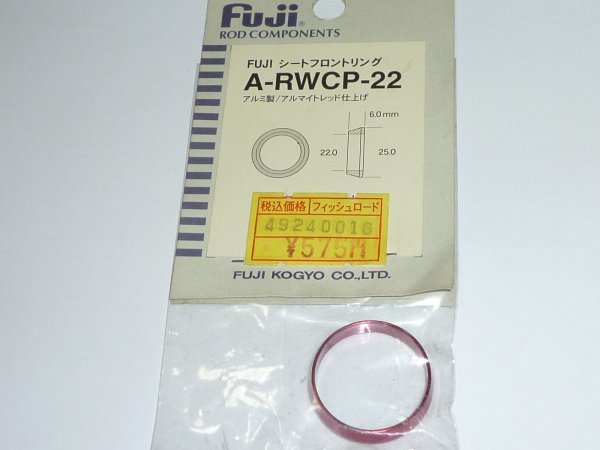 Fuji®
ROD COMPONENTS
FUJI シートフロントリング
A-RWCP-22
アルミ製/アルマイトレッド仕上げ
6.0mm
22.0
25.0
税込価格 フィッシュロード
49240016
¥575M
FUJI KOGYO CO.,LTD.